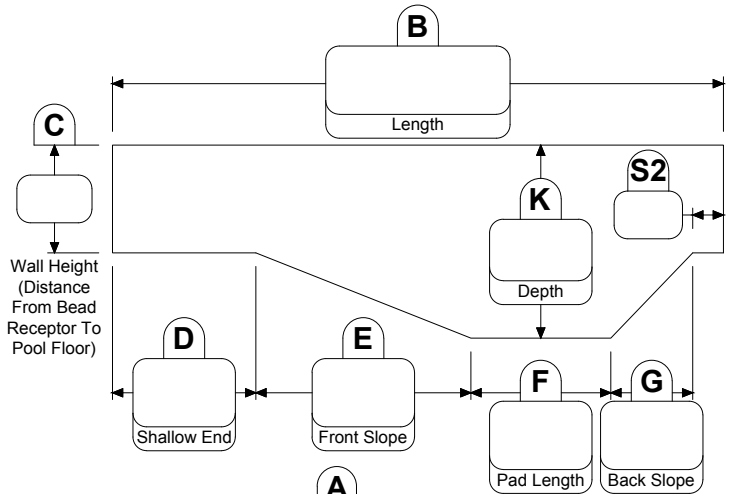 B
Length
C
S2
K
Depth
Wall Height
(Distance
From Bead
Receptor To
Pool Floor)
D
Shallow End
E
Front Slope
F
Pad Length
G
Back Slope
A